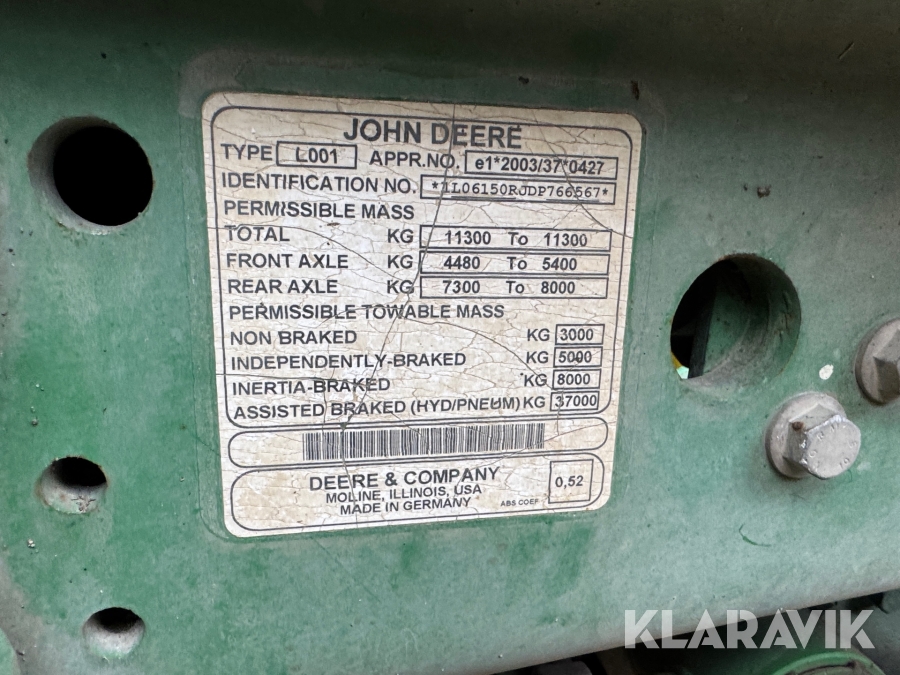 JOHN DEERE
TYPE L001 APPR.NO. e1*2003/37*0427
IDENTIFICATION NO. *1L06150RJDP766567*
PERMISSIBLE MASS
TOTAL KG 11300 To 11300
FRONT AXLE KG 4480 To 5400
REAR AXLE KG 7300 To 8000
PERMISSIBLE TOWABLE MASS
NON BRAKED KG 3000
INDEPENDENTLY-BRAKED KG 5000
INERTIA-BRAKED KG 8000
ASSISTED BRAKED (HYD/PNEUM) KG 37000
DEERE & COMPANY
MOLINE, ILLINOIS, USA
MADE IN GERMANY
ABS COEF 0,52
KLARAVIK